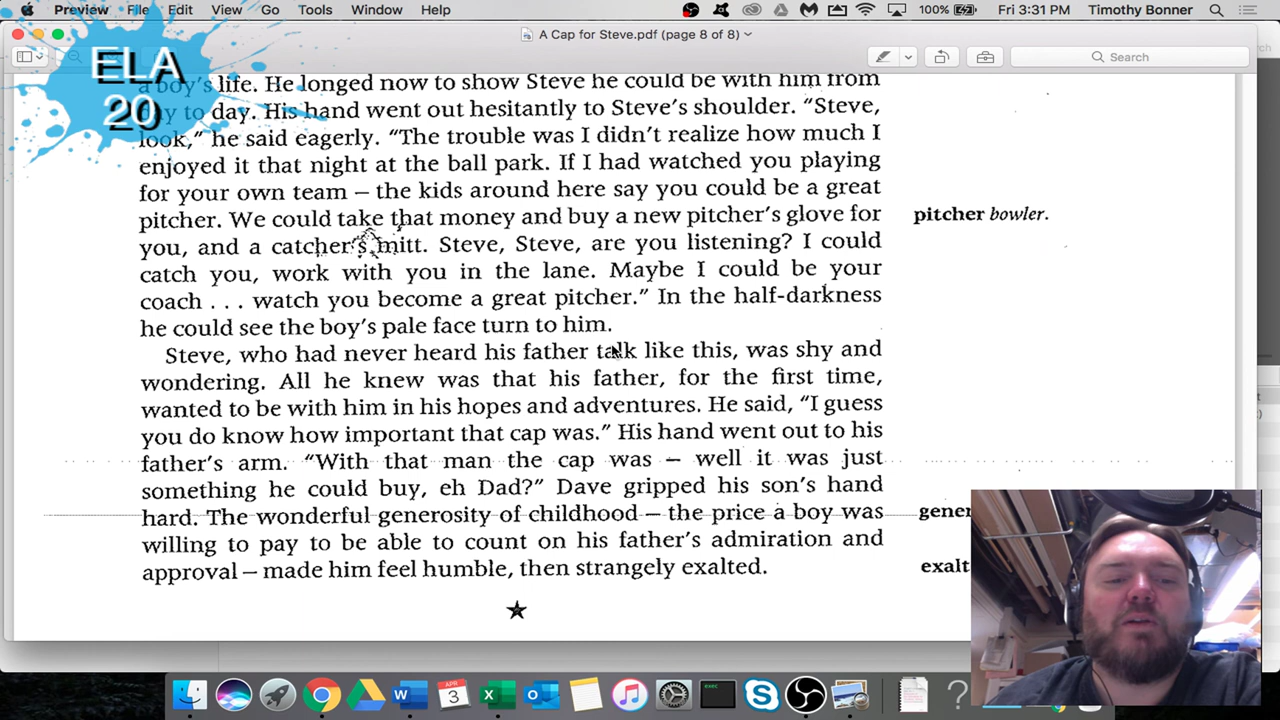 Preview File Edit View Go Tools Window Help 100% Fri 3:31 PM Timothy Bonner
A Cap for Steve.pdf (page 8 of 8)
Search
ELA
20
a boy's life. He longed now to show Steve he could be with him from
to day. His hand went out hesitantly to Steve's shoulder. “Steve,
look,” he said eagerly. “The trouble was I didn't realize how much I
enjoyed it that night at the ball park. If I had watched you playing
for your own team – the kids around here say you could be a great
pitcher. We could take that money and buy a new pitcher's glove for
you, and a catcher's mitt. Steve, Steve, are you listening? I could
catch you, work with you in the lane. Maybe I could be your
coach . . . watch you become a great pitcher.” In the half-darkness
he could see the boy's pale face turn to him.
Steve, who had never heard his father talk like this, was shy and
wondering. All he knew was that his father, for the first time,
wanted to be with him in his hopes and adventures. He said, “I guess
you do know how important that cap was.” His hand went out to his
father's arm. “With that man the cap was – well it was just
something he could buy, eh Dad?” Dave gripped his son's hand
hard. The wonderful generosity of childhood – the price a boy was
willing to pay to be able to count on his father's admiration and
approval – made him feel humble, then strangely exalted.
pitcher bowler.
gener
exalt
APR
3